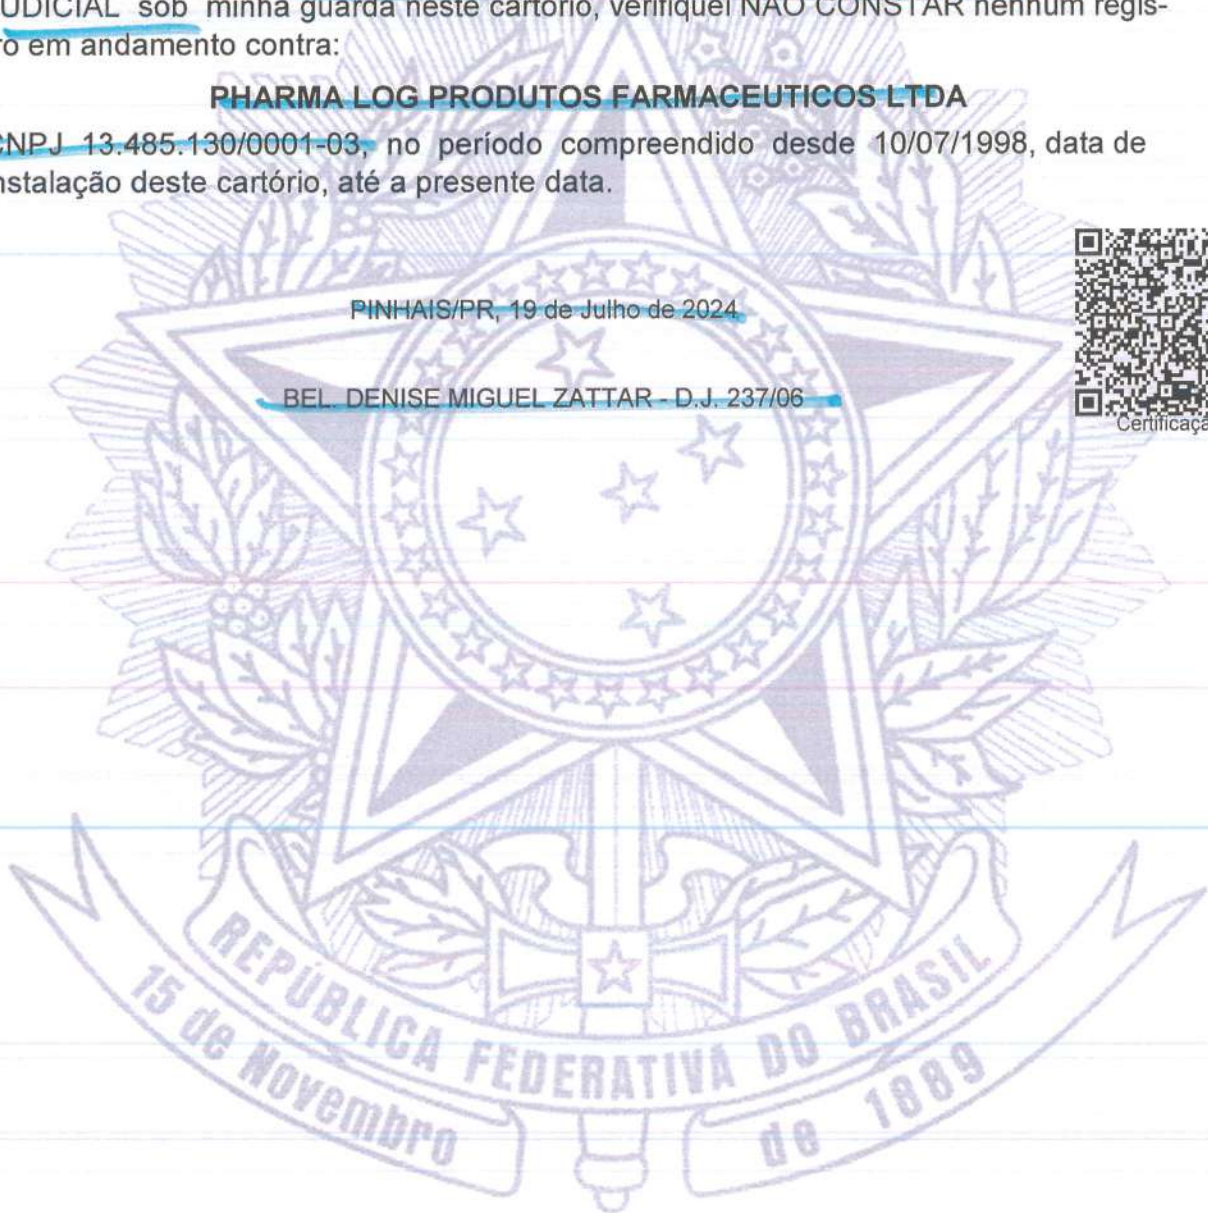 UDICIAL sob minha guarda neste cartório, verifiquei NÃO CONSTAR nenhum regis-
ro em andamento contra:
PHARMA LOG PRODUTOS FARMACEUTICOS LTDA
CNPJ 13.485.130/0001-03, no período compreendido desde 10/07/1998, data de
nstalação deste cartório, até a presente data.
PINHAIS/PR, 19 de Julho de 2024
BEL. DENISE MIGUEL ZATTAR - D.J. 237/06
Certificaçã
REPÚBLICA FEDERATIVA DO BRASIL
15 de Novembro de 1889